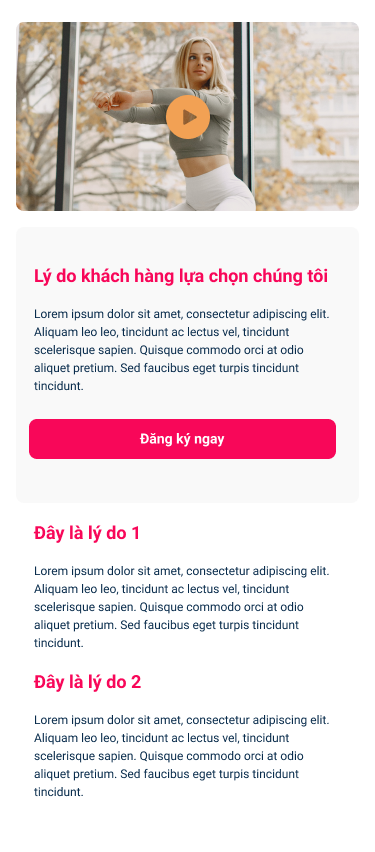 Lý do khách hàng lựa chọn chúng tôi
Lorem ipsum dolor sit amet, consectetur adipiscing elit.
Aliquam leo leo, tincidunt ac lectus vel, tincidunt
scelerisque sapien. Quisque commodo orci at odio
aliquet pretium. Sed faucibus eget turpis tincidunt
tincidunt.
Đăng ký ngay
Đây là lý do 1
Lorem ipsum dolor sit amet, consectetur adipiscing elit.
Aliquam leo leo, tincidunt ac lectus vel, tincidunt
scelerisque sapien. Quisque commodo orci at odio
aliquet pretium. Sed faucibus eget turpis tincidunt
tincidunt.
Đây là lý do 2
Lorem ipsum dolor sit amet, consectetur adipiscing elit.
Aliquam leo leo, tincidunt ac lectus vel, tincidunt
scelerisque sapien. Quisque commodo orci at odio
aliquet pretium. Sed faucibus eget turpis tincidunt
tincidunt.